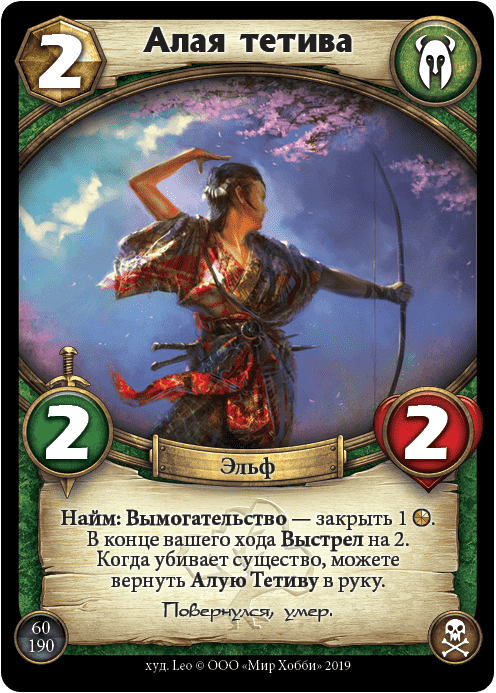 2
Алая тетива
2
Эльф
2
Найм: Вымогательство — закрыть 1 .
В конце вашего хода Выстрел на 2.
Когда убивает существо, можете
вернуть Алую Тетиву в руку.
Повернулся, умер.
60
190
худ. Leo © ООО «Мир Хобби» 2019